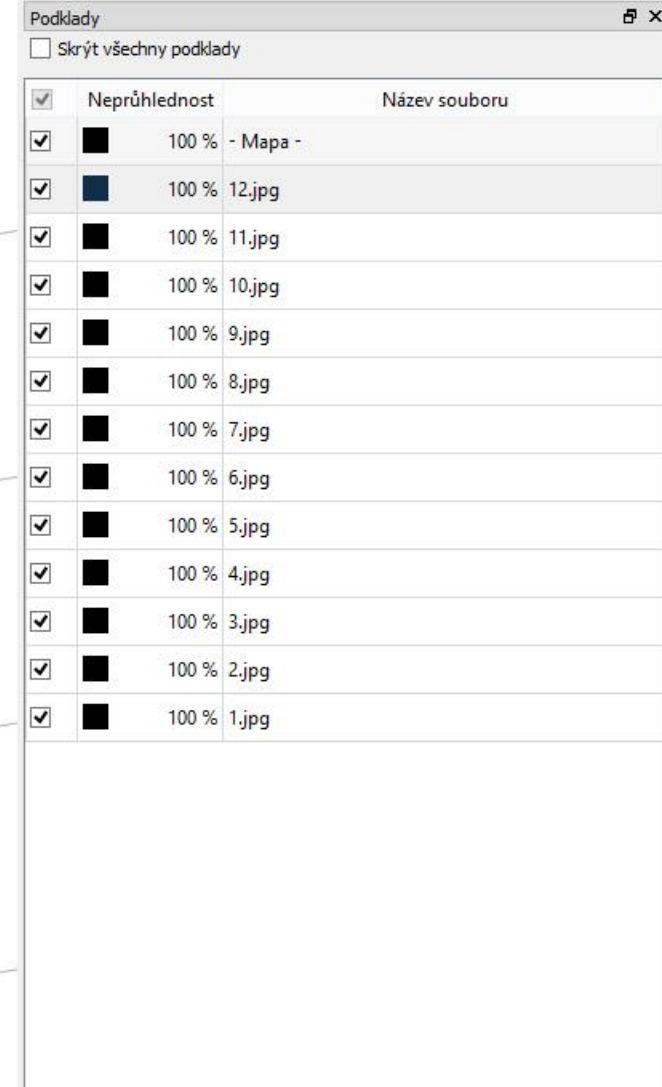 Podklady
Skrýt všechny podklady
Neprůhlednost Název souboru
100 % - Mapa -
100 % 12.jpg
100 % 11.jpg
100 % 10.jpg
100 % 9.jpg
100 % 8.jpg
100 % 7.jpg
100 % 6.jpg
100 % 5.jpg
100 % 4.jpg
100 % 3.jpg
100 % 2.jpg
100 % 1.jpg